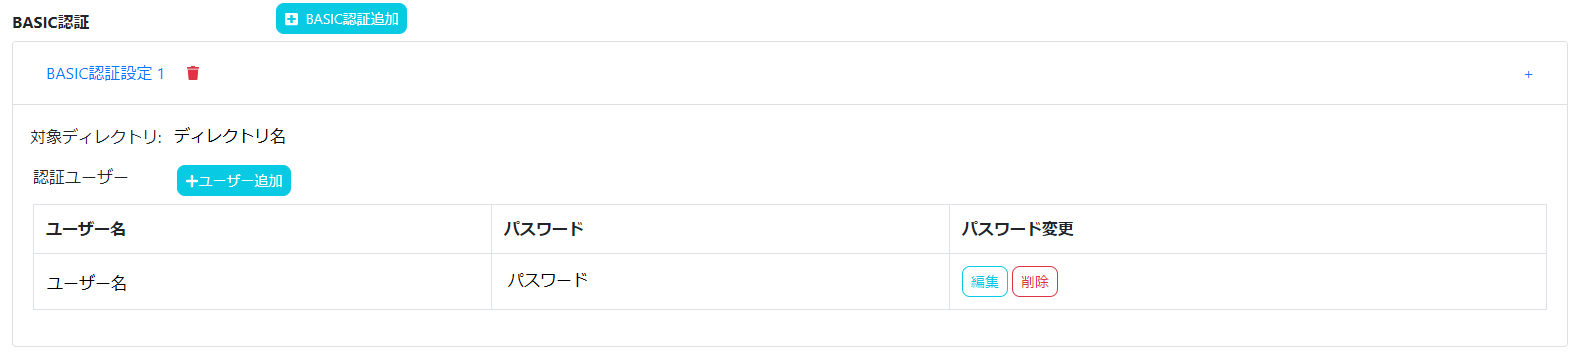 BASIC認証 BASIC認証追加
BASIC認証設定 1 +
対象ディレクトリ: ディレクトリ名
認証ユーザー +ユーザー追加
ユーザー名 パスワード パスワード変更
ユーザー名 パスワード 編集 削除